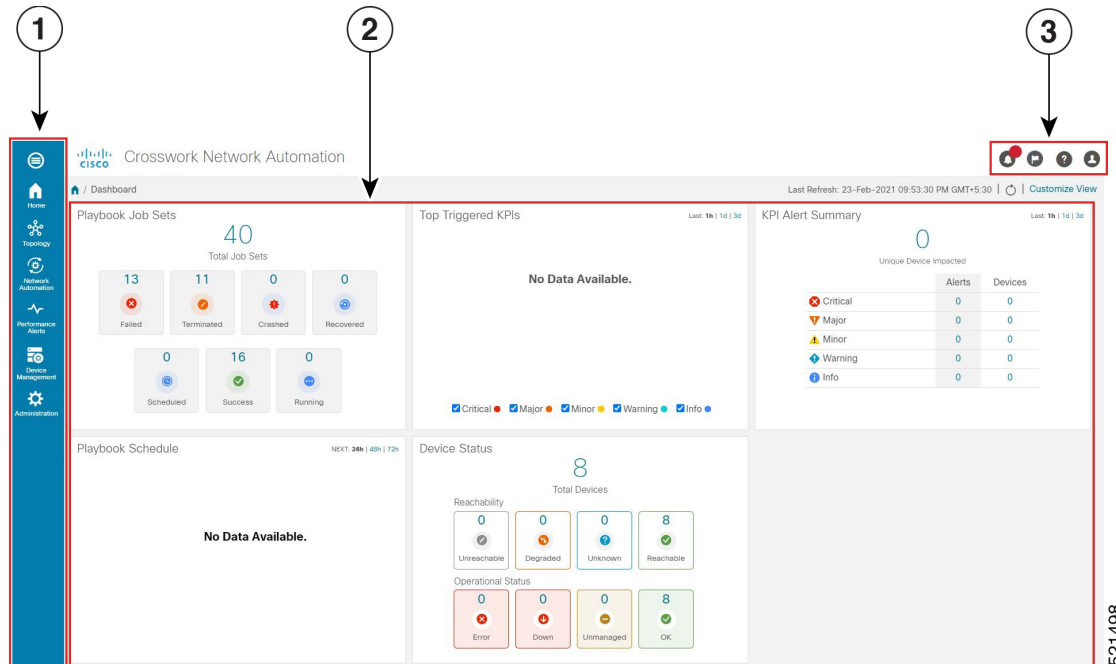 1
2
3
CISCO
Crosswork Network Automation
/ Dashboard
Last Refresh: 23-Feb-2021 09:53:30 PM GMT+5:30 | | Customize View
Home
Topology
Network
Automation
Performance
Alerts
Device
Management
Administration
Playbook Job Sets
40
Total Job Sets
13
11
0
0
Failed
Terminated
Crashed
Recovered
0
16
0
Scheduled
Success
Running
Top Triggered KPIs
Last: 1h | 1d | 3d
No Data Available.
Critical
Major
Minor
Warning
Info
KPI Alert Summary
Last: 1h | 1d | 3d
0
Unique Device Impacted
Alerts Devices
Critical 0 0
Major 0 0
Minor 0 0
Warning 0 0
Info 0 0
Playbook Schedule
NEXT: 24h | 48h | 72h
No Data Available.
Device Status
8
Total Devices
Reachability
0
0
0
8
Unreachable
Degraded
Unknown
Reachable
Operational Status
0
0
0
8
Error
Down
Unmanaged
OK
521498